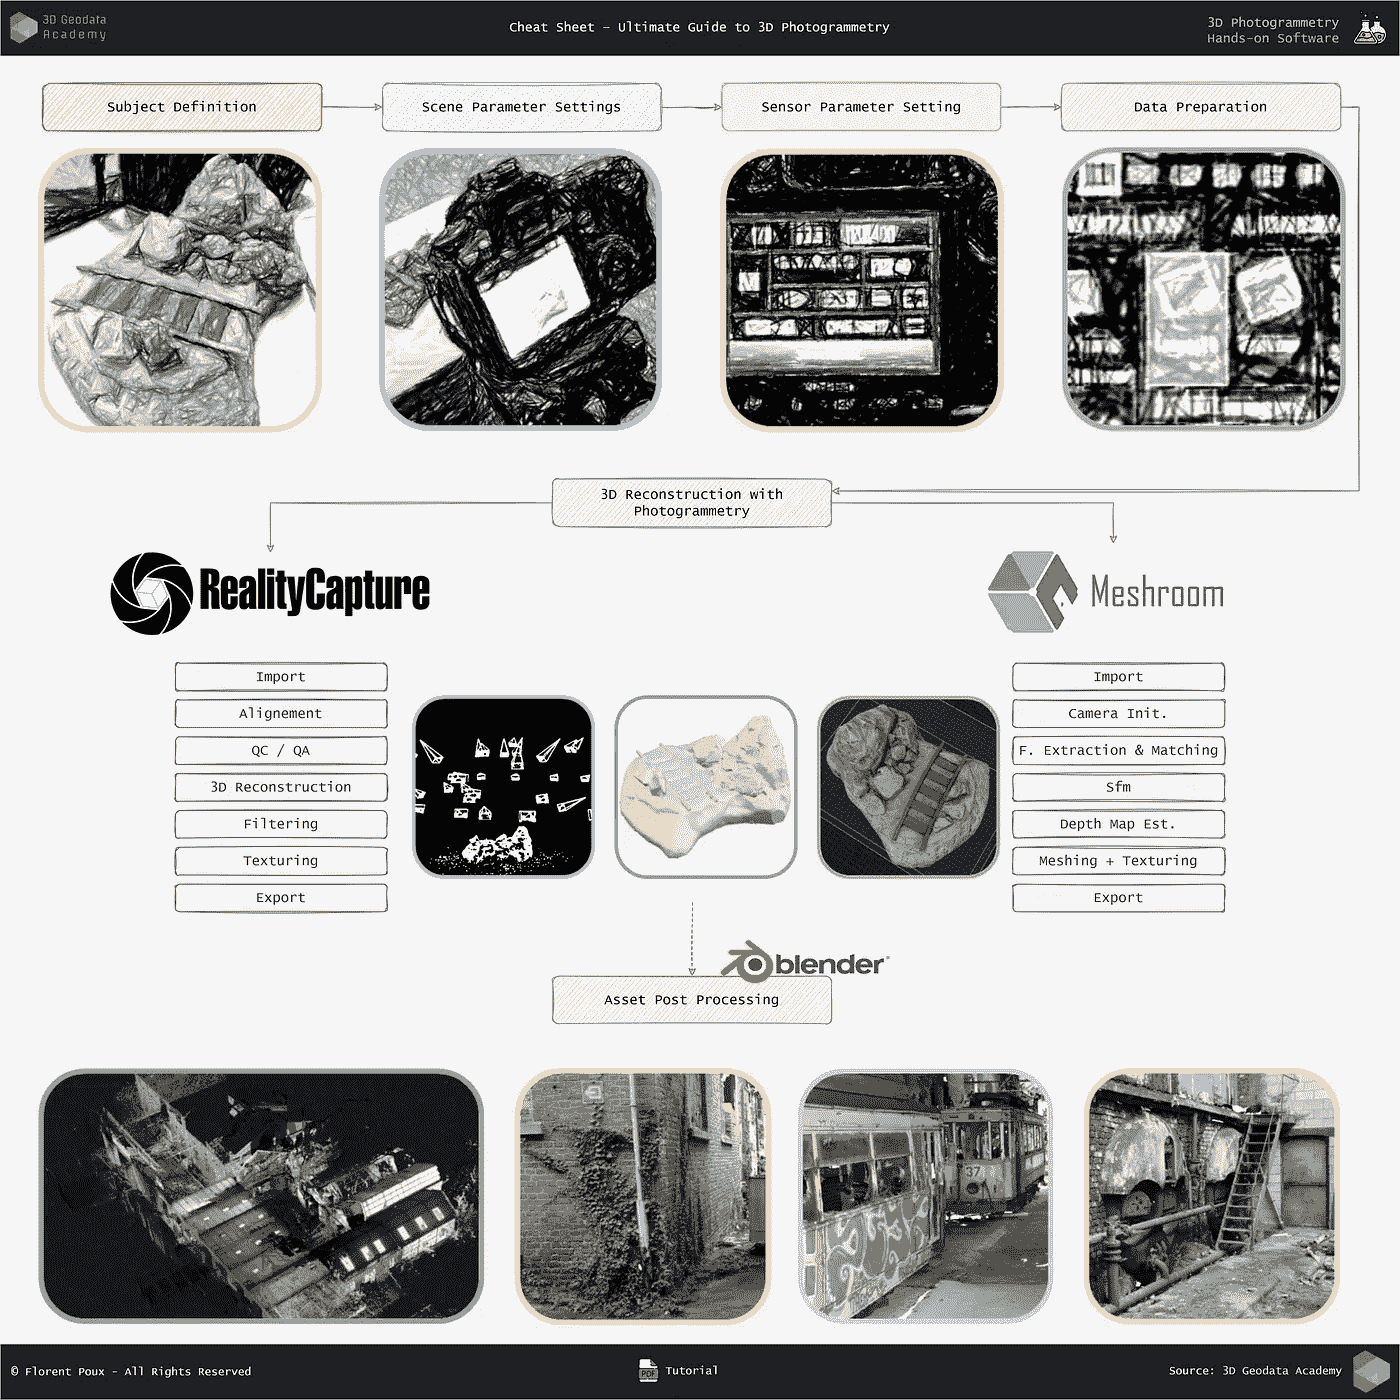 3D Geodata
Academy
Cheat Sheet - Ultimate Guide to 3D Photogrammetry
3D Photogrammetry
Hands-on Software
Subject Definition
Scene Parameter Settings
Sensor Parameter Setting
Data Preparation
3D Reconstruction with
Photogrammetry
RealityCapture
Meshroom
Import
Alignement
QC / QA
3D Reconstruction
Filtering
Texturing
Export
Import
Camera Init.
F. Extraction & Matching
Sfm
Depth Map Est.
Meshing + Texturing
Export
blender
Asset Post Processing
37
© Florent Poux - All Rights Reserved
PDF
Tutorial
Source: 3D Geodata Academy